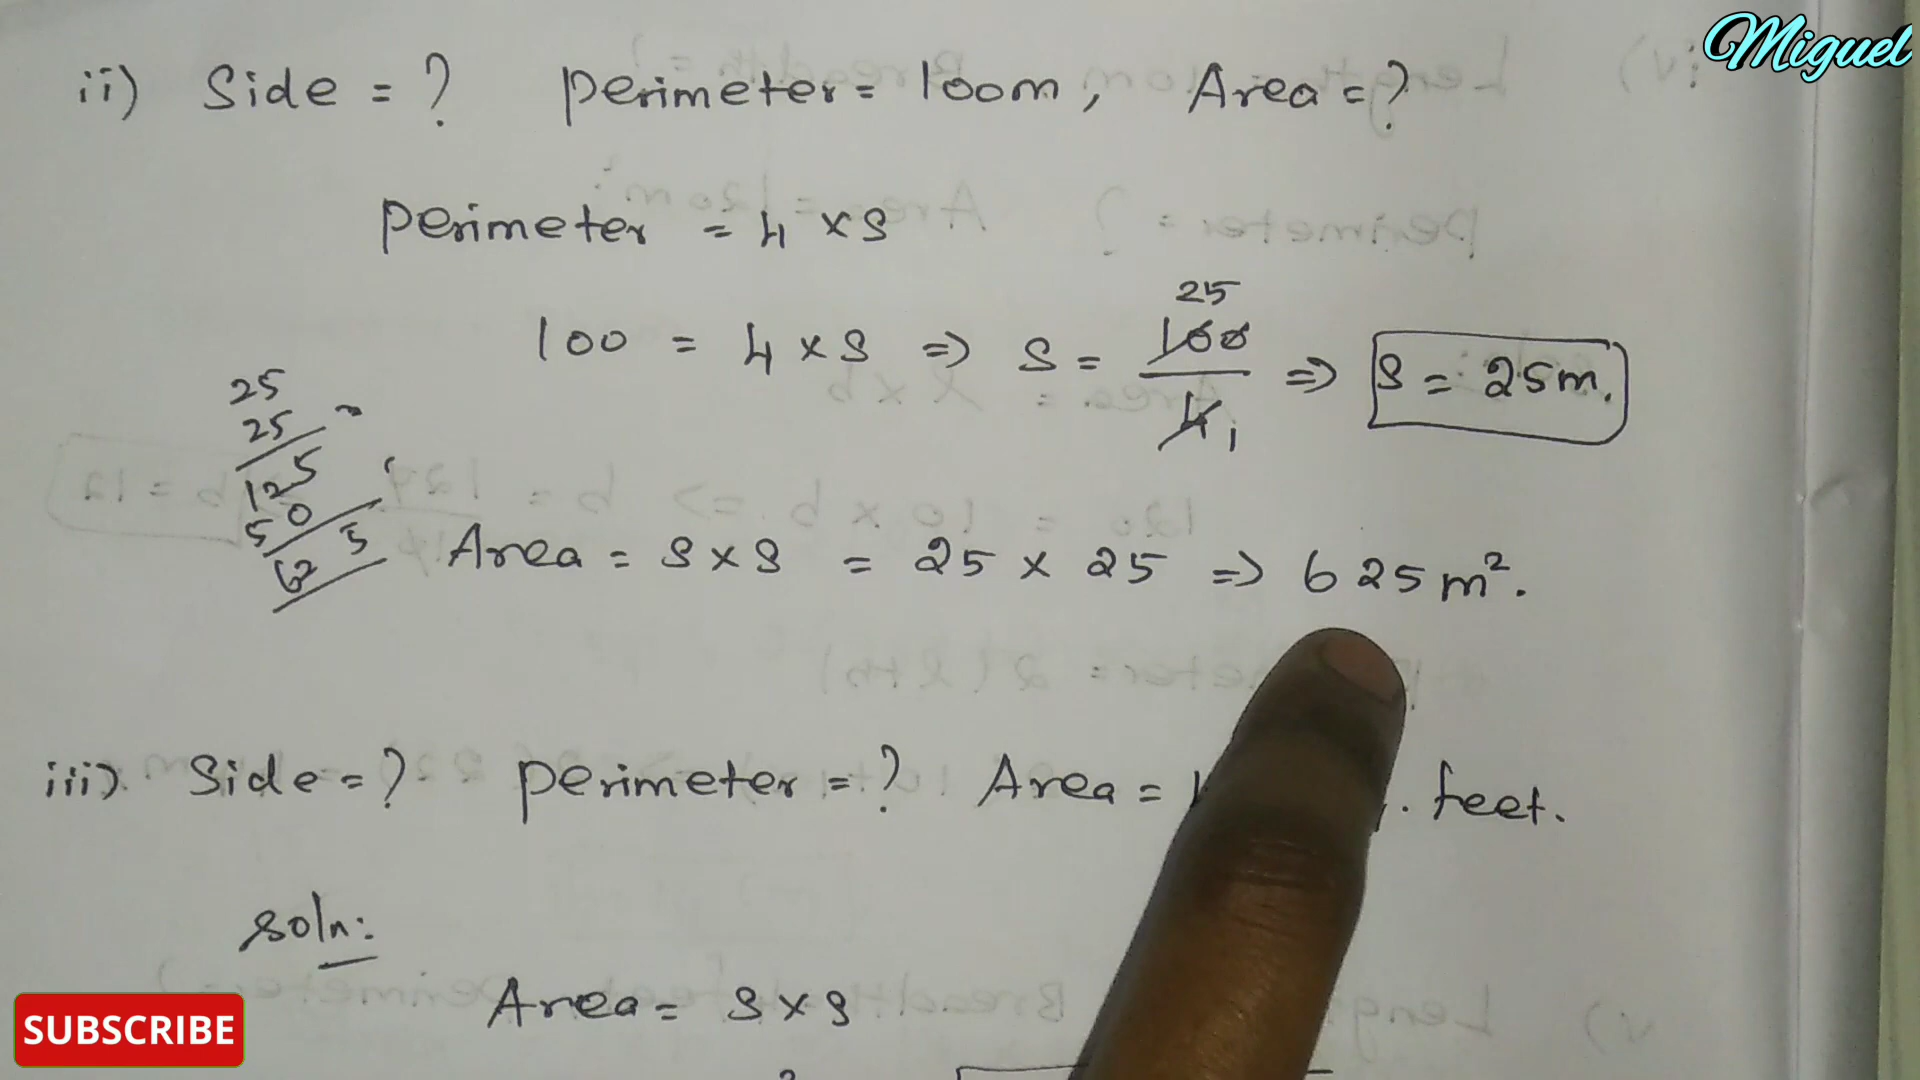 Miguel
ii) Side = ? Perimeter = 100m, Area = ?
Perimeter = 4 × S
100 = 4 × S ⇒ S = 100/4 25 1 ⇒ S = 25m.
25
25
125
50
625
Area = S × S = 25 × 25 ⇒ 625 m².
iii) Side = ? Perimeter = ? Area = feet.
Soln:
Area = S × S
SUBSCRIBE